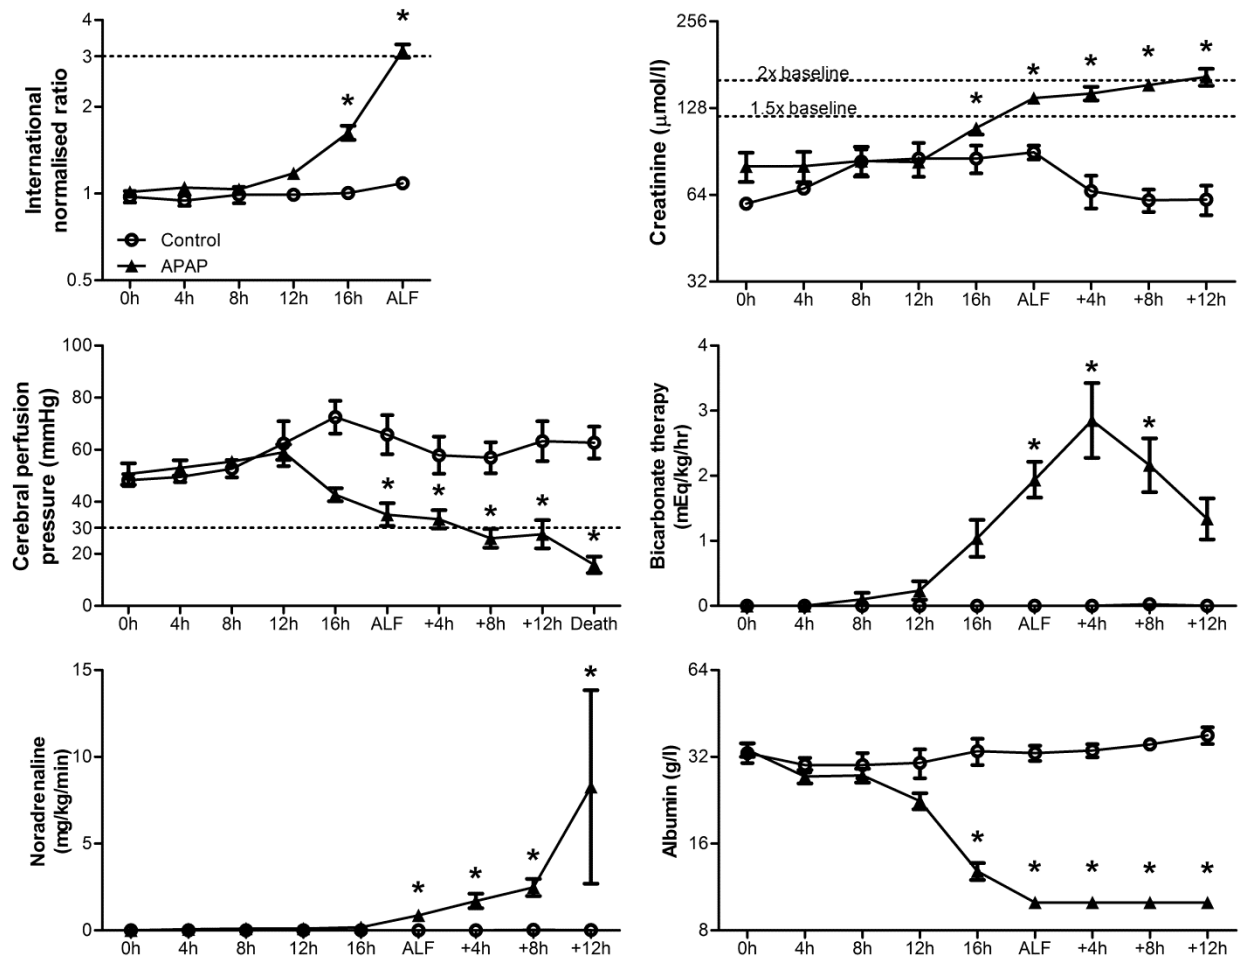 International
normalised ratio
4
3
2
1
0.5
*
*
Control
APAP
0h 4h 8h 12h 16h ALF
Creatinine (μmol/l)
256
128
64
32
2x baseline
1.5x baseline
* * * * *
0h 4h 8h 12h 16h ALF +4h +8h +12h
Cerebral perfusion
pressure (mmHg)
100
80
60
40
30
20
0
* * * * *
0h 4h 8h 12h 16h ALF +4h +8h +12h Death
Bicarbonate therapy
(mEq/kg/hr)
4
3
2
1
0
* * *
0h 4h 8h 12h 16h ALF +4h +8h +12h
Noradrenaline
(mg/kg/min)
15
10
5
0
* * * *
0h 4h 8h 12h 16h ALF +4h +8h +12h
Albumin (g/l)
64
32
16
8
* * * * *
0h 4h 8h 12h 16h ALF +4h +8h +12h